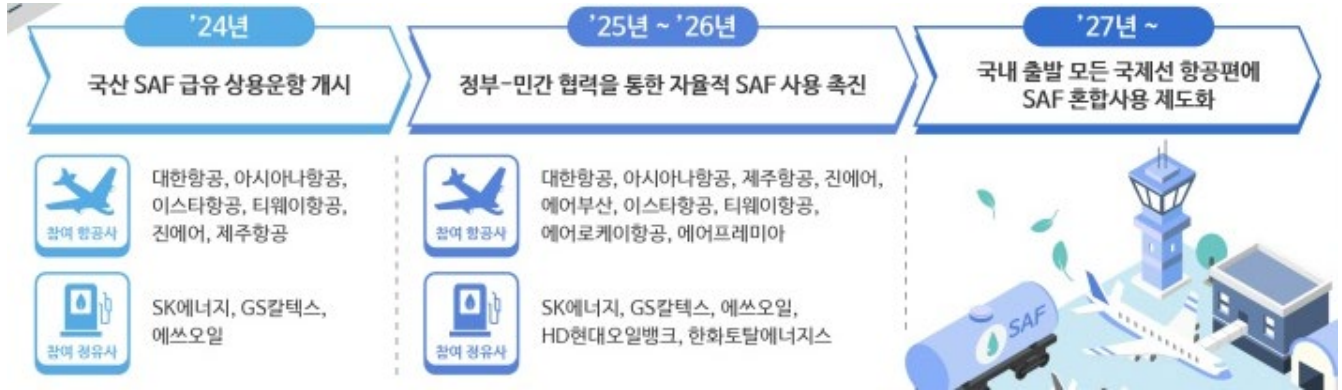 '24년
국산 SAF 급유 상용운항 개시
참여 항공사
대한항공, 아시아나항공,
이스타항공, 티웨이항공,
진에어, 제주항공
참여 정유사
SK에너지, GS칼텍스,
에쓰오일
'25년 ~ '26년
정부-민간 협력을 통한 자율적 SAF 사용 촉진
참여 항공사
대한항공, 아시아나항공, 제주항공, 진에어,
에어부산, 이스타항공, 티웨이항공,
에어로케이항공, 에어프레미아
참여 정유사
SK에너지, GS칼텍스, 에쓰오일,
HD현대오일뱅크, 한화토탈에너지스
'27년 ~
국내 출발 모든 국제선 항공편에
SAF 혼합사용 제도화
SAF